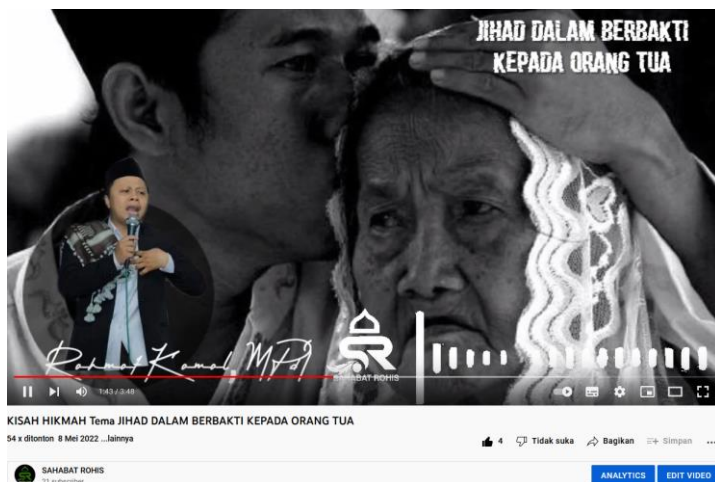 JIHAD DALAM BERBAKTI
KEPADA ORANG TUA
Rahmat Kamal, MPd
SR
SAHABAT ROHIS
1:43 / 3:48
KISAH HIKMAH Tema JIHAD DALAM BERBAKTI KEPADA ORANG TUA
54 x ditonton 8 Mei 2022 ...lainnya
4 Tidak suka Bagikan Simpan ...
SAHABAT ROHIS
21 subscriber
ANALYTICS EDIT VIDEO